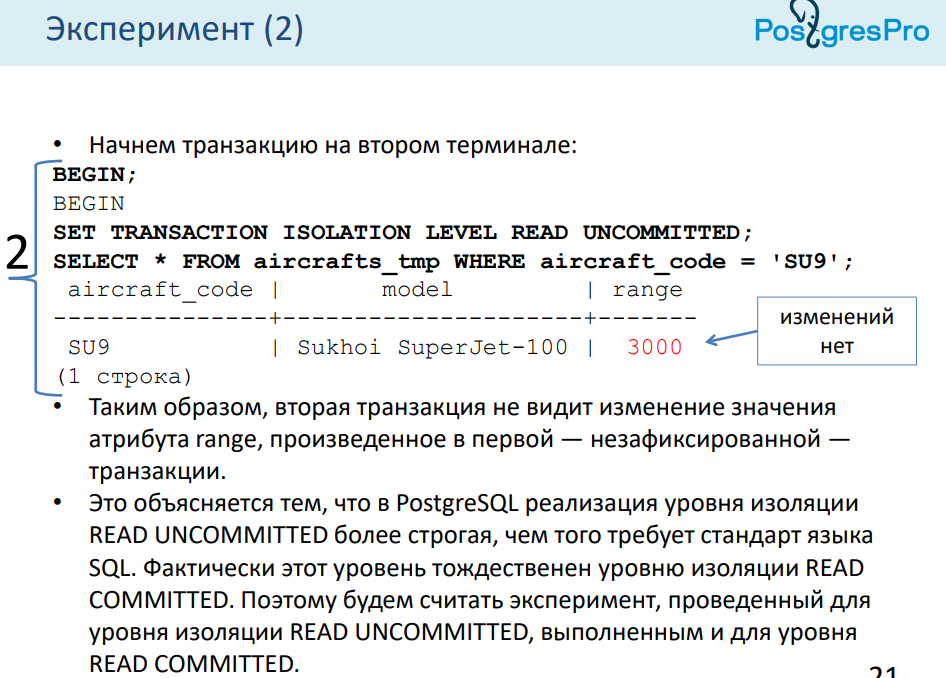 Эксперимент (2)
PostgresPro
• Начнем транзакцию на втором терминале:
BEGIN;
BEGIN
2
SET TRANSACTION ISOLATION LEVEL READ UNCOMMITTED;
SELECT * FROM aircrafts_tmp WHERE aircraft_code = 'SU9';
aircraft_code | model | range
---------------+---------------------+-------
изменений
нет
SU9 | Sukhoi SuperJet-100 | 3000
(1 строка)
• Таким образом, вторая транзакция не видит изменение значения
атрибута range, произведенное в первой — незафиксированной —
транзакции.
• Это объясняется тем, что в PostgreSQL реализация уровня изоляции
READ UNCOMMITTED более строгая, чем того требует стандарт языка
SQL. Фактически этот уровень тождественен уровню изоляции READ
COMMITTED. Поэтому будем считать эксперимент, проведенный для
уровня изоляции READ UNCOMMITTED, выполненным и для уровня
READ COMMITTED.
21